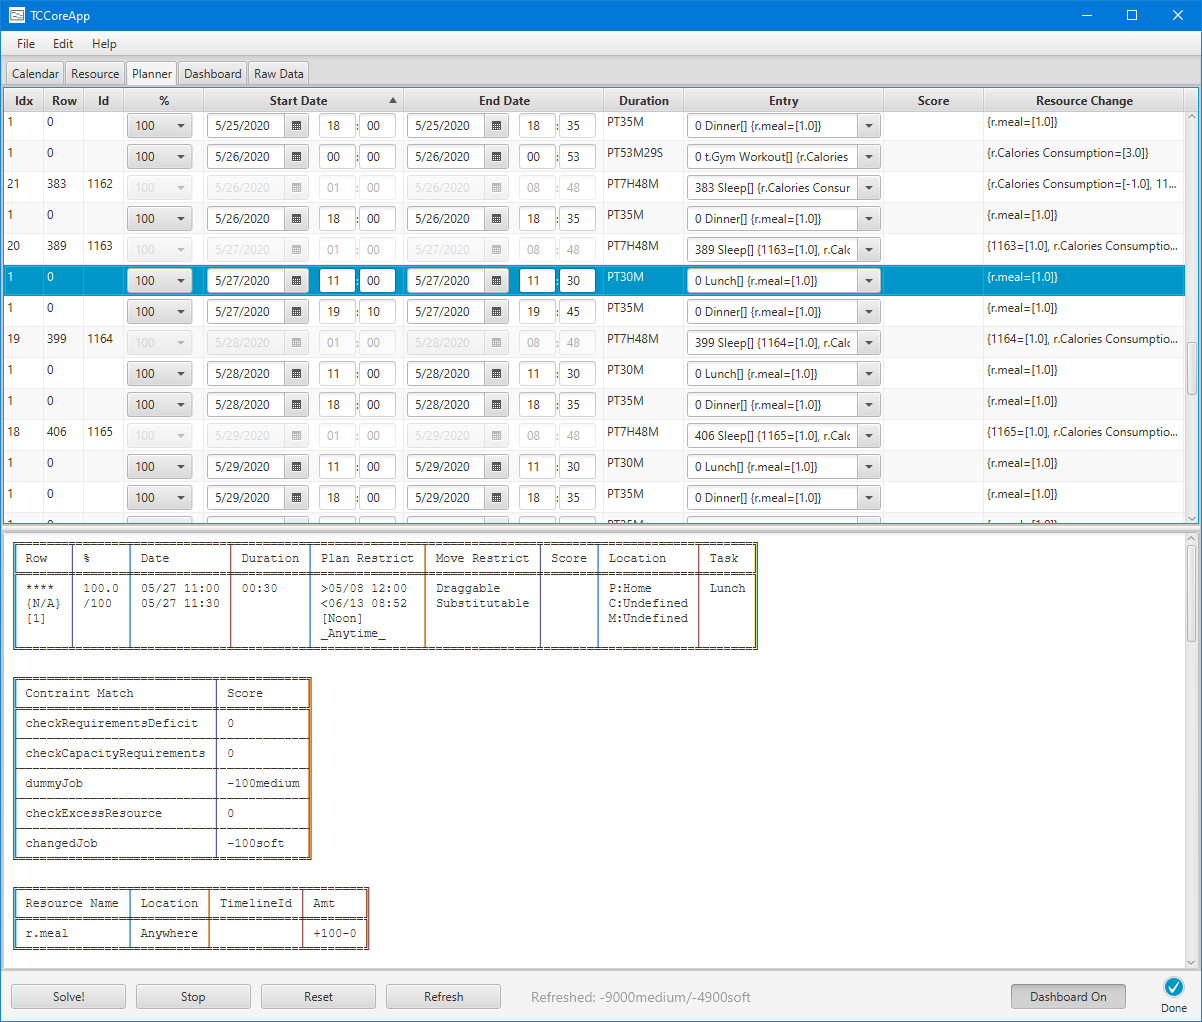 TCCoreApp
File Edit Help
Calendar Resource Planner Dashboard Raw Data
Idx Row Id % Start Date End Date Duration Entry Score Resource Change
1 0 100 5/25/2020 18 : 00 5/25/2020 18 : 35 PT35M 0 Dinner[] {r.meal=[1.0]} {r.meal=[1.0]}
1 0 100 5/26/2020 00 : 00 5/26/2020 00 : 53 PT53M29S 0 t.Gym Workout[] {r.Calories {r.Calories Consumption=[3.0]}
21 383 1162 100 5/26/2020 01 : 00 5/26/2020 08 : 48 PT7H48M 383 Sleep[] {r.Calories Consur {r.Calories Consumption=[-1.0], 11...
1 0 100 5/26/2020 18 : 00 5/26/2020 18 : 35 PT35M 0 Dinner[] {r.meal=[1.0]} {r.meal=[1.0]}
20 389 1163 100 5/27/2020 01 : 00 5/27/2020 08 : 48 PT7H48M 389 Sleep[] {1163=[1.0], r.Calc {1163=[1.0], r.Calories Consumptio...
1 0 100 5/27/2020 11 : 00 5/27/2020 11 : 30 PT30M 0 Lunch[] {r.meal=[1.0]} {r.meal=[1.0]}
1 0 100 5/27/2020 19 : 10 5/27/2020 19 : 45 PT35M 0 Dinner[] {r.meal=[1.0]} {r.meal=[1.0]}
19 399 1164 100 5/28/2020 01 : 00 5/28/2020 08 : 48 PT7H48M 399 Sleep[] {1164=[1.0], r.Calc {1164=[1.0], r.Calories Consumptio...
1 0 100 5/28/2020 11 : 00 5/28/2020 11 : 30 PT30M 0 Lunch[] {r.meal=[1.0]} {r.meal=[1.0]}
1 0 100 5/28/2020 18 : 00 5/28/2020 18 : 35 PT35M 0 Dinner[] {r.meal=[1.0]} {r.meal=[1.0]}
18 406 1165 100 5/29/2020 01 : 00 5/29/2020 08 : 48 PT7H48M 406 Sleep[] {1165=[1.0], r.Calc {1165=[1.0], r.Calories Consumptio...
1 0 100 5/29/2020 11 : 00 5/29/2020 11 : 30 PT30M 0 Lunch[] {r.meal=[1.0]} {r.meal=[1.0]}
1 0 100 5/29/2020 18 : 00 5/29/2020 18 : 35 PT35M 0 Dinner[] {r.meal=[1.0]} {r.meal=[1.0]}
Row % Date Duration Plan Restrict Move Restrict Score Location Task
**** 100.0 05/27 11:00 00:30 >05/08 12:00 Draggable P:Home Lunch
{N/A} /100 05/27 11:30 <06/13 08:52 Substitutable C:Undefined
[1] [Noon] M:Undefined
_Anytime_
Contraint Match Score
checkRequirementsDeficit 0
checkCapacityRequirements 0
dummyJob -100medium
checkExcessResource 0
changedJob -100soft
Resource Name Location TimelineId Amt
r.meal Anywhere +100-0
Solve! Stop Reset Refresh Refreshed: -9000medium/-4900soft Dashboard On Done